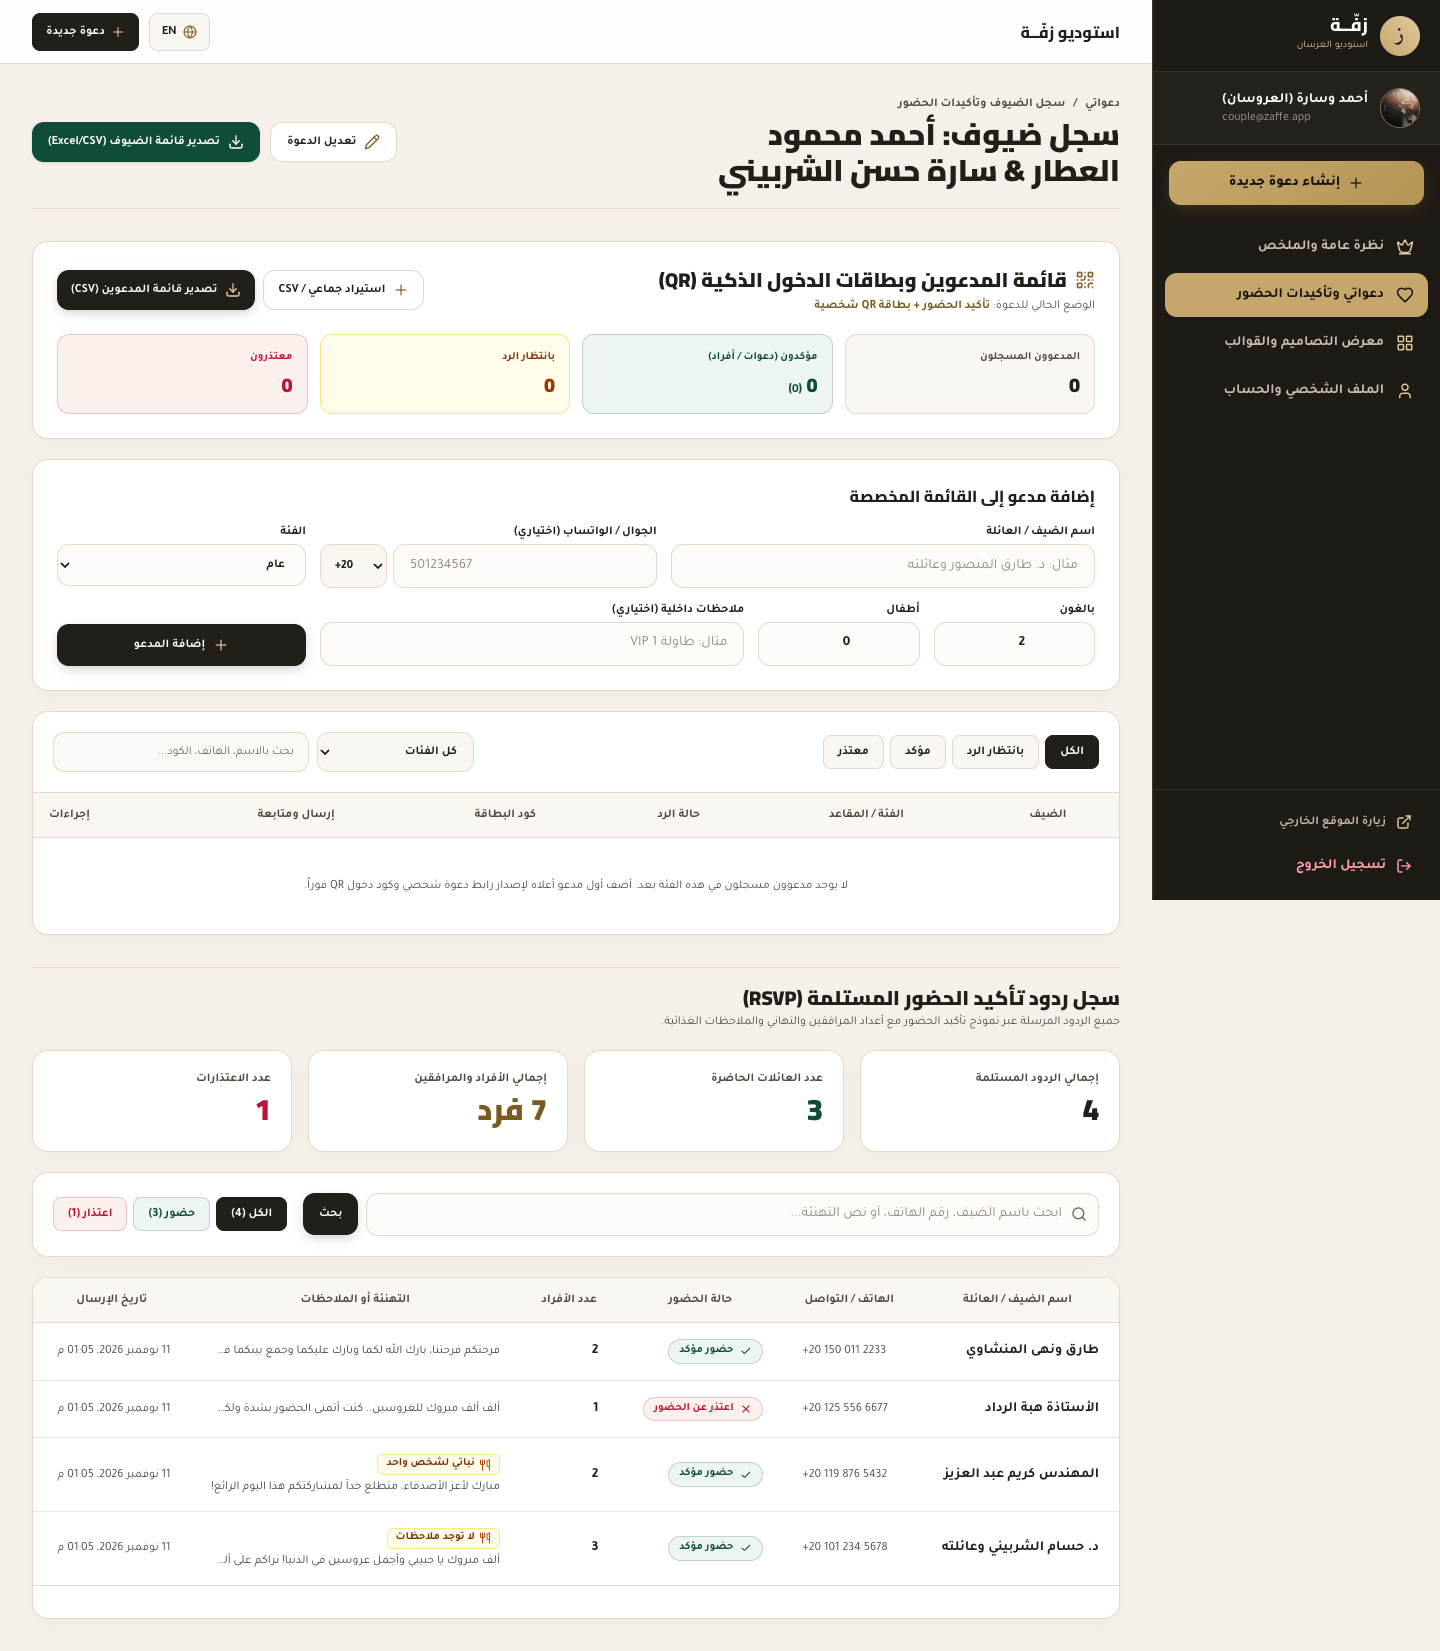 زفّـة
استوديو العرسان
أحمد وسارة (العروسان)
couple@zaffe.app
إنشاء دعوة جديدة
نظرة عامة والملخص
دعواتي وتأكيدات الحضور
معرض التصاميم والقوالب
الملف الشخصي والحساب
زيارة الموقع الخارجي
تسجيل الخروج
استوديو زفّـة
EN
دعوة جديدة
دعواتي / سجل الضيوف وتأكيدات الحضور
سجل ضيوف: أحمد محمود
العطار & سارة حسن الشربيني
تعديل الدعوة
تصدير قائمة الضيوف (Excel/CSV)
قائمة المدعوين وبطاقات الدخول الذكية (QR)
الوضع الحالي للدعوة: تأكيد الحضور + بطاقة QR شخصية
استيراد جماعي / CSV
تصدير قائمة المدعوين (CSV)
المدعوون المسجلون
0
مؤكدون (دعوات / أفراد)
0 (0)
بانتظار الرد
0
معتذرون
0
إضافة مدعو إلى القائمة المخصصة
اسم الضيف / العائلة
الجوال / الواتساب (اختياري)
الفئة
مثال: د. طارق المنصور وعائلته
501234567
+20
عام
بالغون
أطفال
ملاحظات داخلية (اختياري)
2
0
مثال: طاولة 1 VIP
إضافة المدعو
الكل
بانتظار الرد
مؤكد
معتذر
كل الفئات
بحث بالاسم، الهاتف، الكود...
الضيف
الفئة / المقاعد
حالة الرد
كود البطاقة
إرسال ومتابعة
إجراءات
لا يوجد مدعوون مسجلون في هذه الفئة بعد. أضف أول مدعو أعلاه لإصدار رابط دعوة شخصي وكود دخول QR فوراً.
سجل ردود تأكيد الحضور المستلمة (RSVP)
جميع الردود المرسلة عبر نموذج تأكيد الحضور مع أعداد المرافقين والتهاني والملاحظات الغذائية.
إجمالي الردود المستلمة
4
عدد العائلات الحاضرة
3
إجمالي الأفراد والمرافقين
7 فرد
عدد الاعتذارات
1
ابحث باسم الضيف، رقم الهاتف، أو نص التهنئة...
بحث
الكل (4)
حضور (3)
اعتذار (1)
اسم الضيف / العائلة
الهاتف / التواصل
حالة الحضور
عدد الأفراد
التهنئة أو الملاحظات
تاريخ الإرسال
طارق ونهى المنشاوي
+20 150 011 2233
حضور مؤكد
2
فرحتكم فرحتنا، بارك الله لكما وبارك عليكما وجمع بينكما فـ...
11 نوفمبر 2026، 01:05 م
الأستاذة هبة الرداد
+20 125 556 6677
اعتذر عن الحضور
1
ألف ألف مبروك للعروسين.. كنت أتمنى الحضور بشدة ولكـ...
11 نوفمبر 2026، 01:05 م
المهندس كريم عبد العزيز
+20 119 876 5432
حضور مؤكد
2
نباتي لشخص واحد
مبارك لأعز الأصدقاء، متطلع جداً لمشاركتكم هذا اليوم الرائع!
11 نوفمبر 2026، 01:05 م
د. حسام الشربيني وعائلته
+20 101 234 5678
حضور مؤكد
3
لا توجد ملاحظات
ألف مبروك يا حبيبي وأجمل عروسين في الدنيا! نراكم على ألـ...
11 نوفمبر 2026، 01:05 م